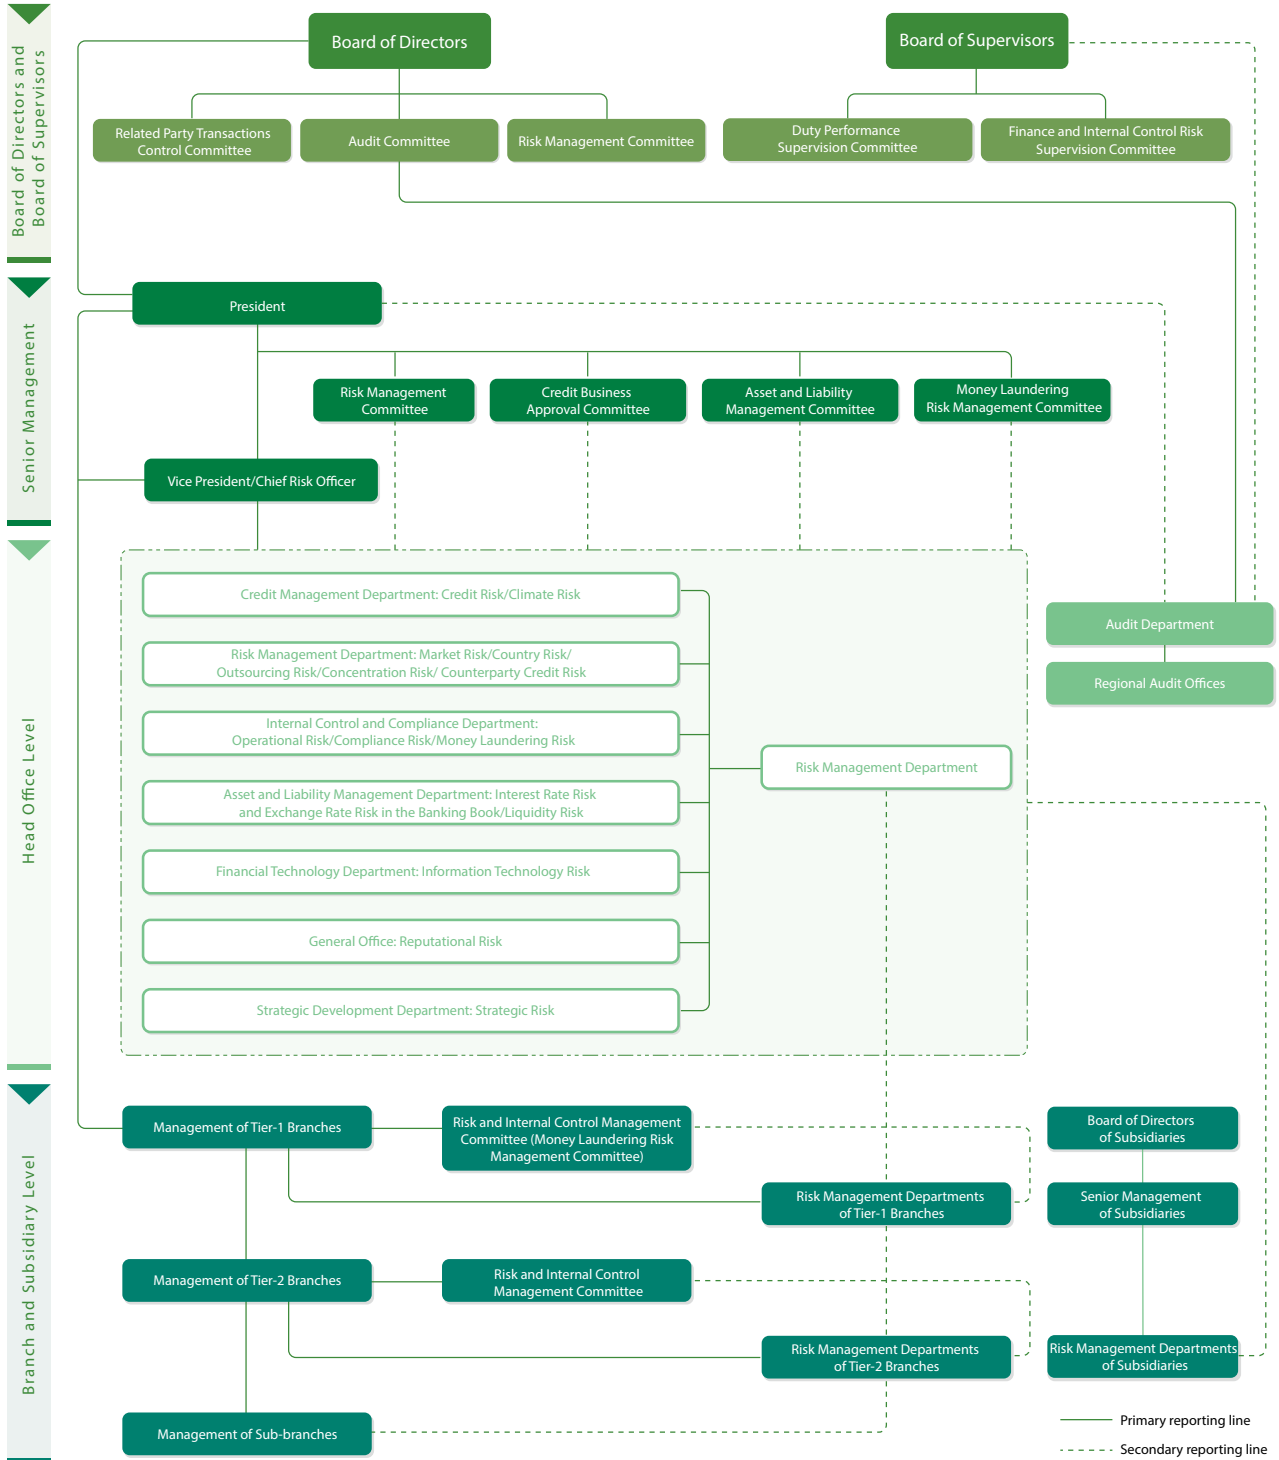 Board of Directors and
Board of Supervisors
Board of Directors
Board of Supervisors
Related Party Transactions
Control Committee
Audit Committee
Risk Management Committee
Duty Performance
Supervision Committee
Finance and Internal Control Risk
Supervision Committee
Senior Management
President
Risk Management
Committee
Credit Business
Approval Committee
Asset and Liability
Management Committee
Money Laundering
Risk Management Committee
Vice President/Chief Risk Officer
Head Office Level
Credit Management Department: Credit Risk/Climate Risk
Risk Management Department: Market Risk/Country Risk/
Outsourcing Risk/Concentration Risk/ Counterparty Credit Risk
Internal Control and Compliance Department:
Operational Risk/Compliance Risk/Money Laundering Risk
Asset and Liability Management Department: Interest Rate Risk
and Exchange Rate Risk in the Banking Book/Liquidity Risk
Financial Technology Department: Information Technology Risk
General Office: Reputational Risk
Strategic Development Department: Strategic Risk
Risk Management Department
Audit Department
Regional Audit Offices
Branch and Subsidiary Level
Management of Tier-1 Branches
Risk and Internal Control Management
Committee (Money Laundering Risk
Management Committee)
Board of Directors
of Subsidiaries
Risk Management Departments
of Tier-1 Branches
Senior Management
of Subsidiaries
Management of Tier-2 Branches
Risk and Internal Control
Management Committee
Risk Management Departments
of Tier-2 Branches
Risk Management Departments
of Subsidiaries
Management of Sub-branches
Primary reporting line
Secondary reporting line